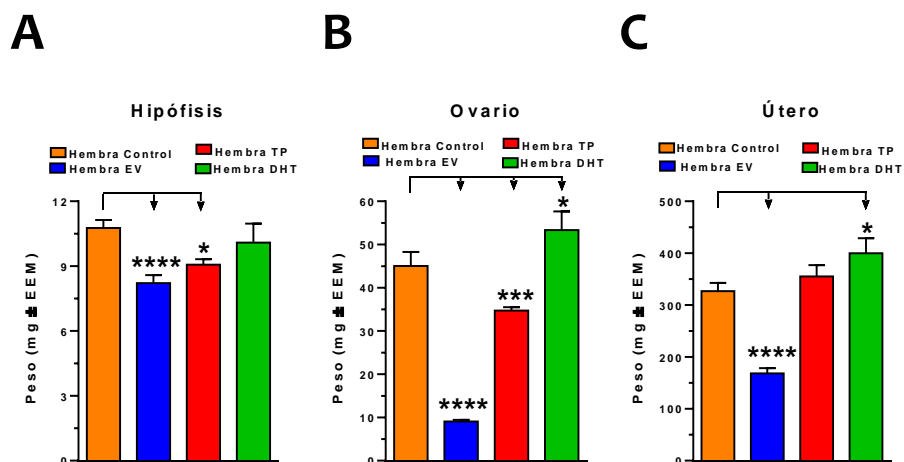 A
B
C
Hipófisis
Ovario
Útero
Hembra Control
Hembra TP
Hembra EV
Hembra DHT
Hembra Control
Hembra TP
Hembra EV
Hembra DHT
Hembra Control
Hembra TP
Hembra EV
Hembra DHT
Peso (mg ± EEM)
12
9
6
3
0
****
*
Peso (mg ± EEM)
60
50
40
30
20
10
0
****
***
*
Peso (mg ± EEM)
500
400
300
200
100
0
****
*